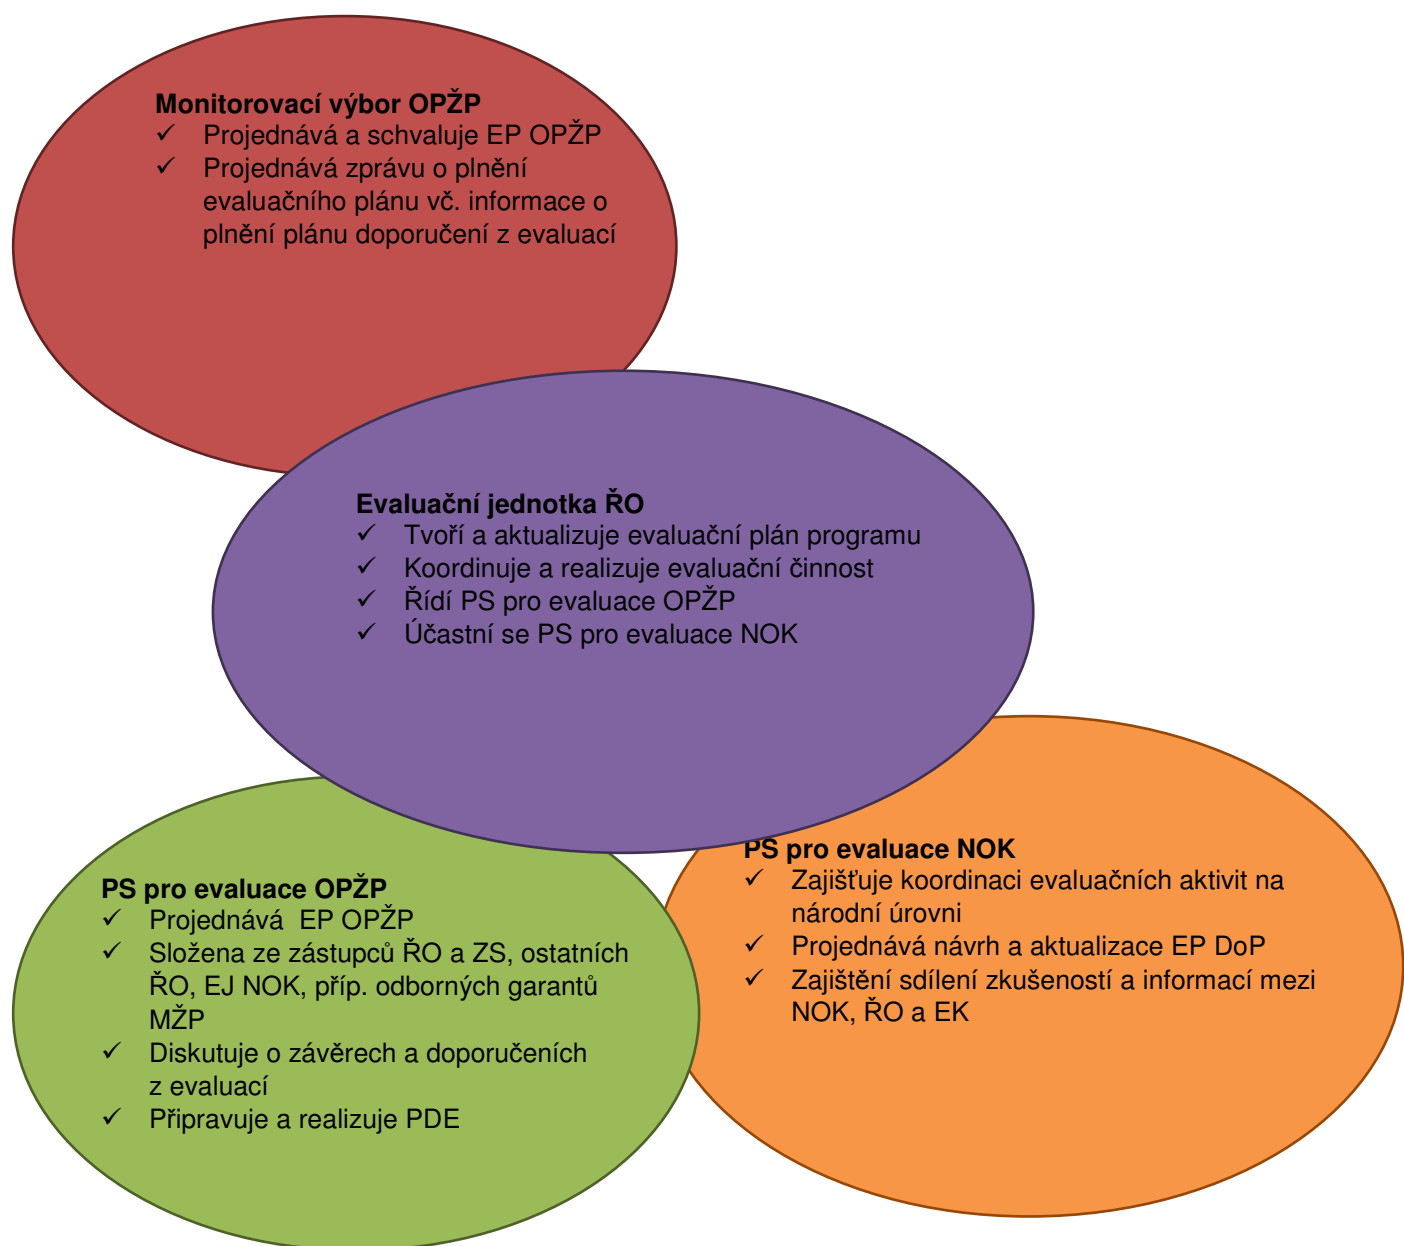 Monitorovací výbor OPŽP
✓ Projednává a schvaluje EP OPŽP
✓ Projednává zprávu o plnění
evaluačního plánu vč. informace o
plnění plánu doporučení z evaluací
Evaluační jednotka ŘO
✓ Tvoří a aktualizuje evaluační plán programu
✓ Koordinuje a realizuje evaluační činnost
✓ Řídí PS pro evaluace OPŽP
✓ Účastní se PS pro evaluace NOK
PS pro evaluace OPŽP
✓ Projednává  EP OPŽP
✓ Složena ze zástupců ŘO a ZS, ostatních
ŘO, EJ NOK, příp. odborných garantů
MŽP
✓ Diskutuje o závěrech a doporučeních
z evaluací
✓ Připravuje a realizuje PDE
PS pro evaluace NOK
✓ Zajišťuje koordinaci evaluačních aktivit na
národní úrovni
✓ Projednává návrh a aktualizace EP DoP
✓ Zajištění sdílení zkušeností a informací mezi
NOK, ŘO a EK